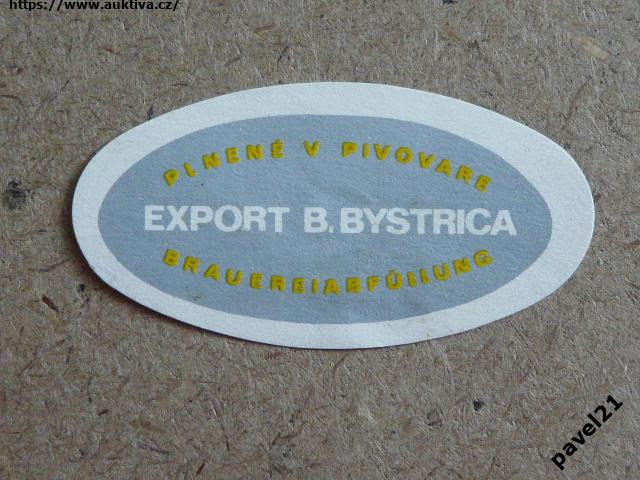 https://www.auktiva.cz/
PLNENÉ V PIVOVARE
EXPORT B.BYSTRICA
BRAUEREIABFÜLLUNG
pavel21